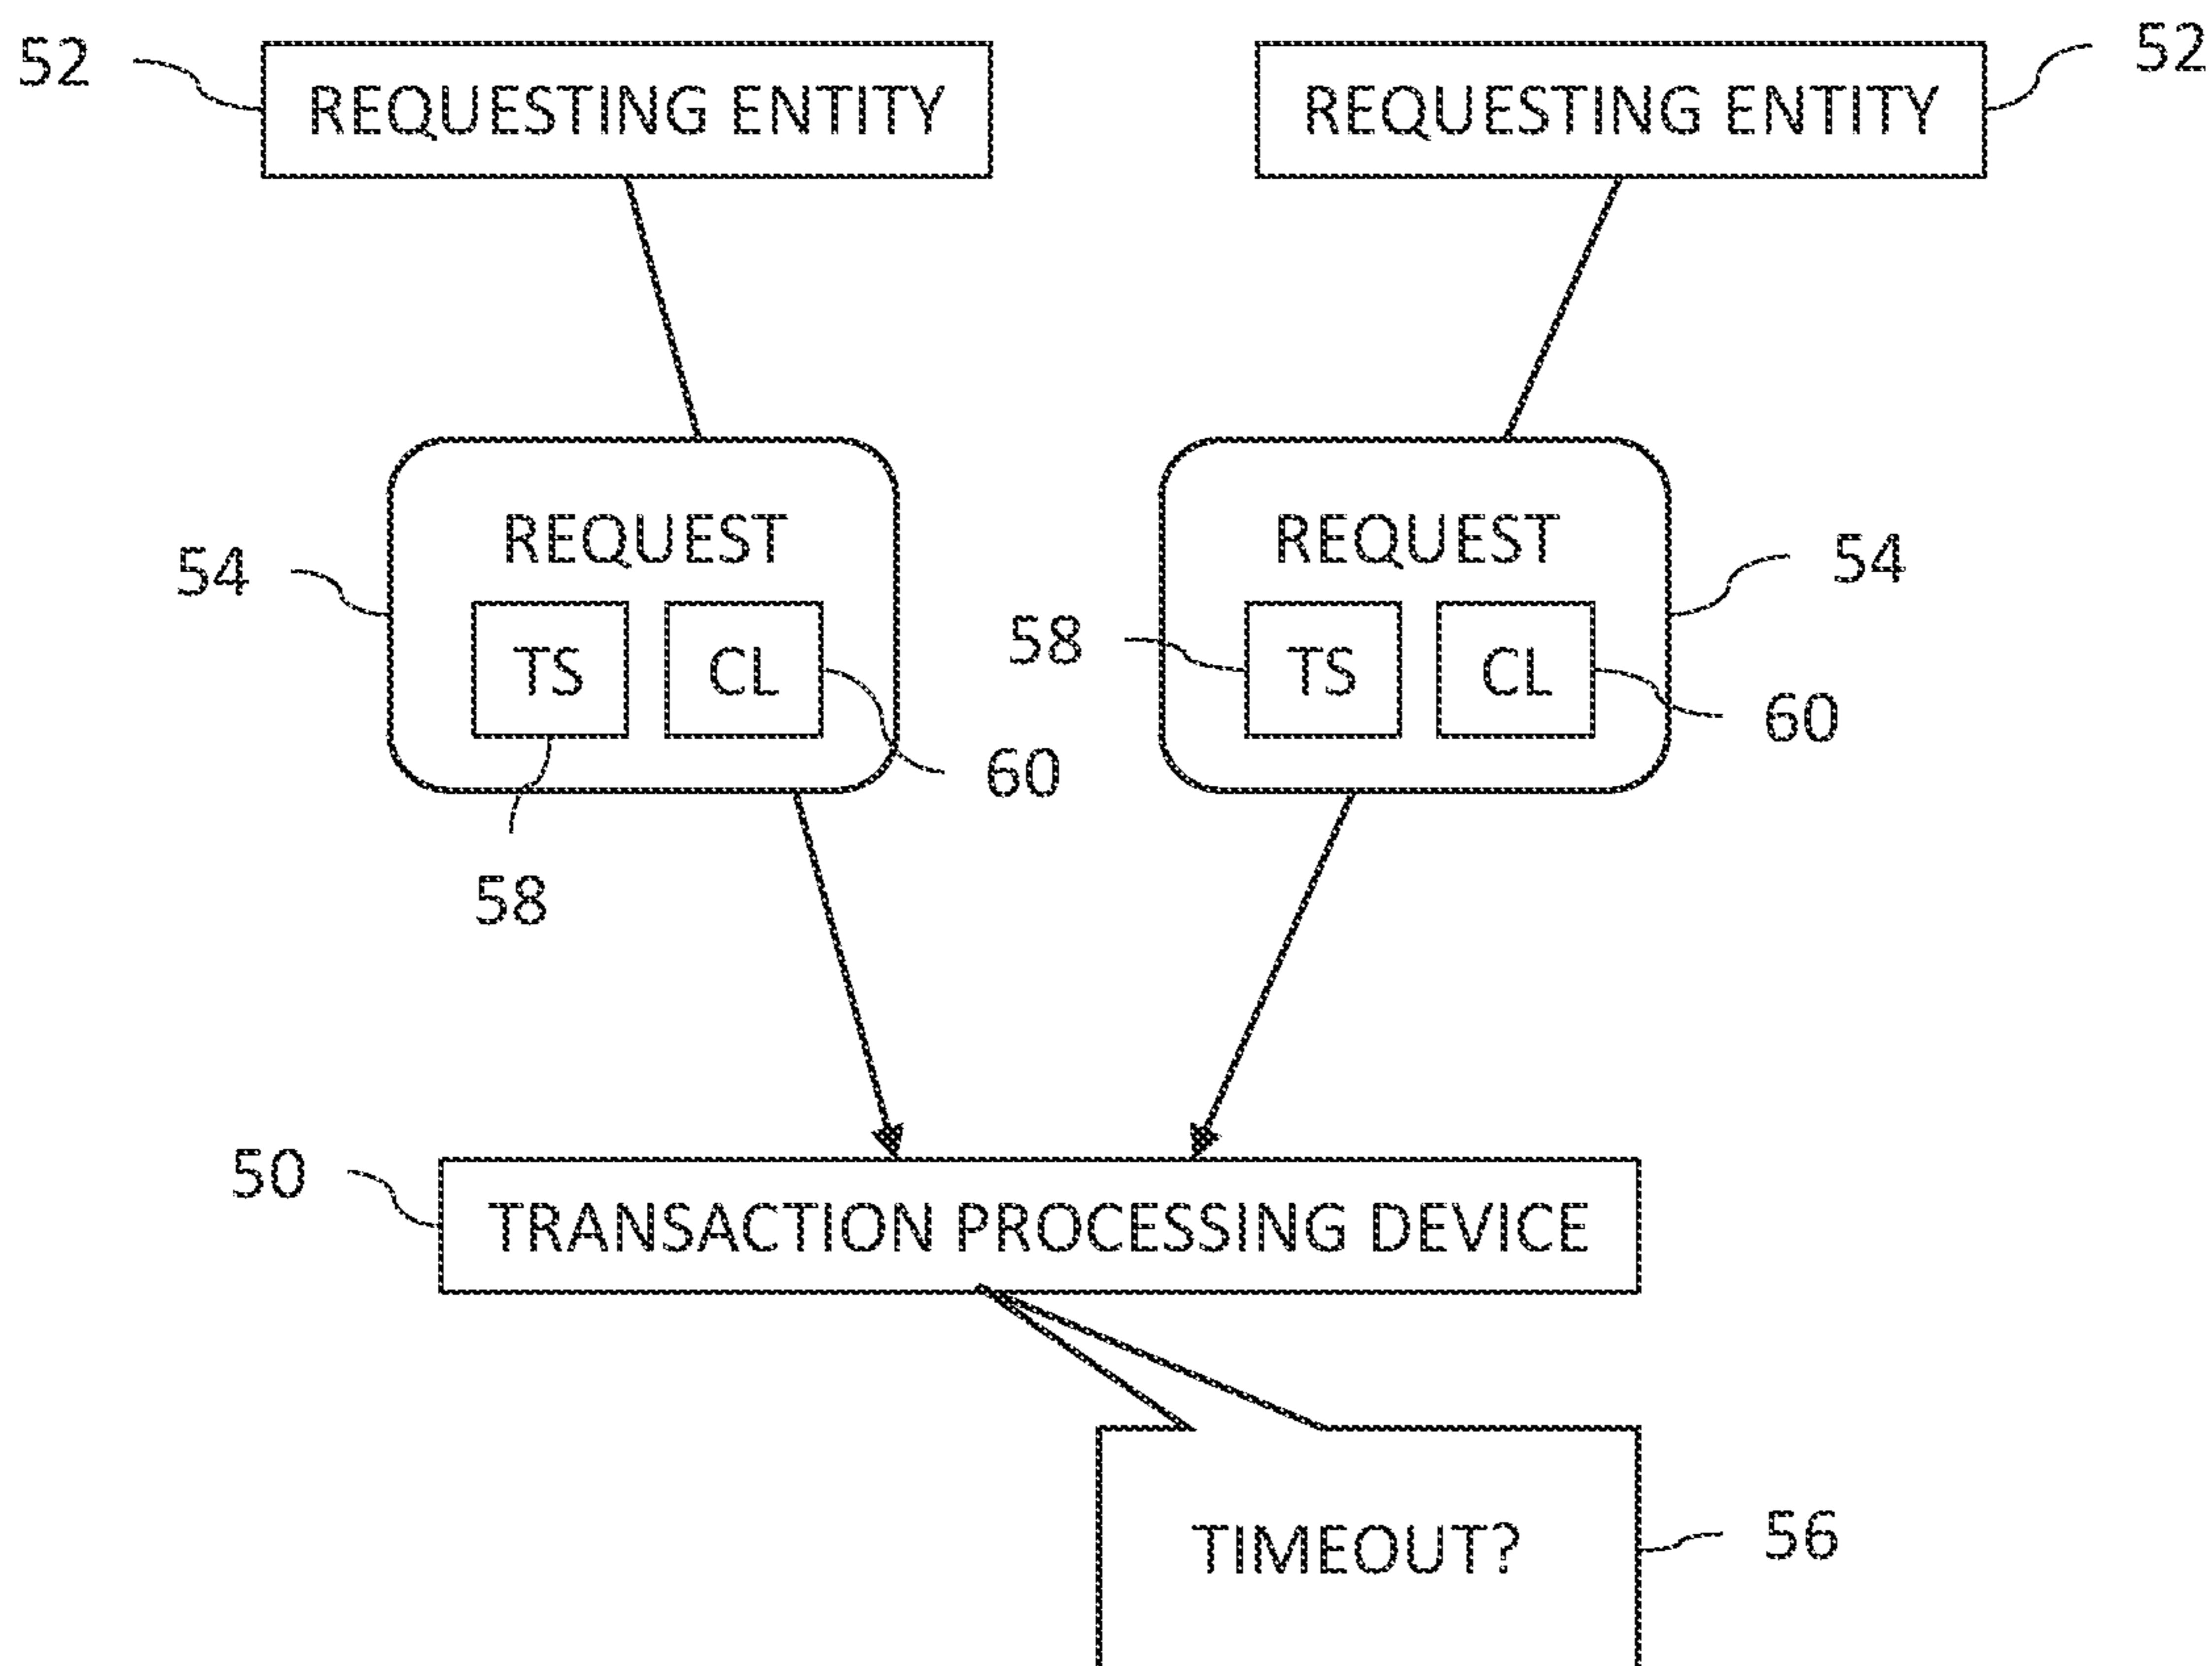 52 REQUESTING ENTITY REQUESTING ENTITY 52
REQUEST REQUEST
54 54
58
TS CL TS CL
60
60
58
50
TRANSACTION PROCESSING DEVICE
TIMEOUT? 56